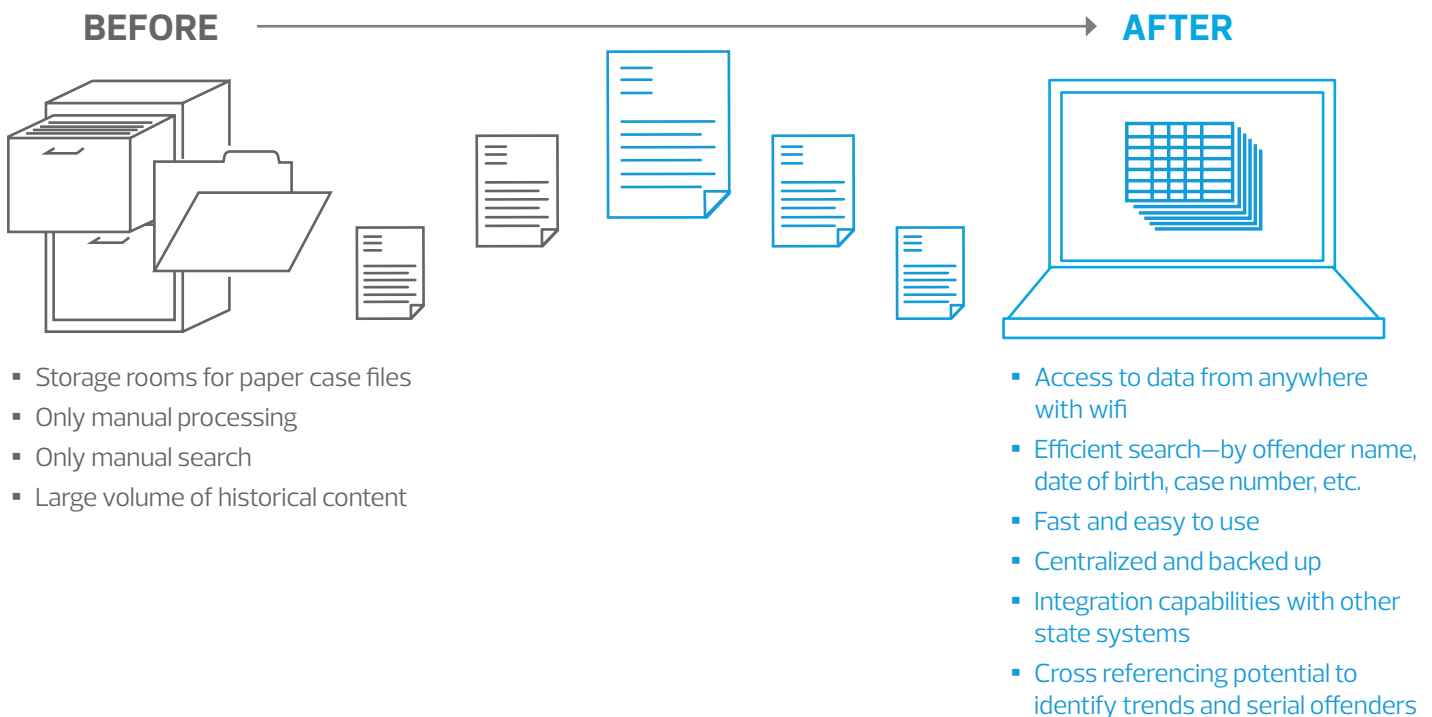 BEFORE
AFTER
▪ Storage rooms for paper case files
▪ Only manual processing
▪ Only manual search
▪ Large volume of historical content
▪ Access to data from anywhere
with wifi
▪ Efficient search—by offender name,
date of birth, case number, etc.
▪ Fast and easy to use
▪ Centralized and backed up
▪ Integration capabilities with other
state systems
▪ Cross referencing potential to
identify trends and serial offenders